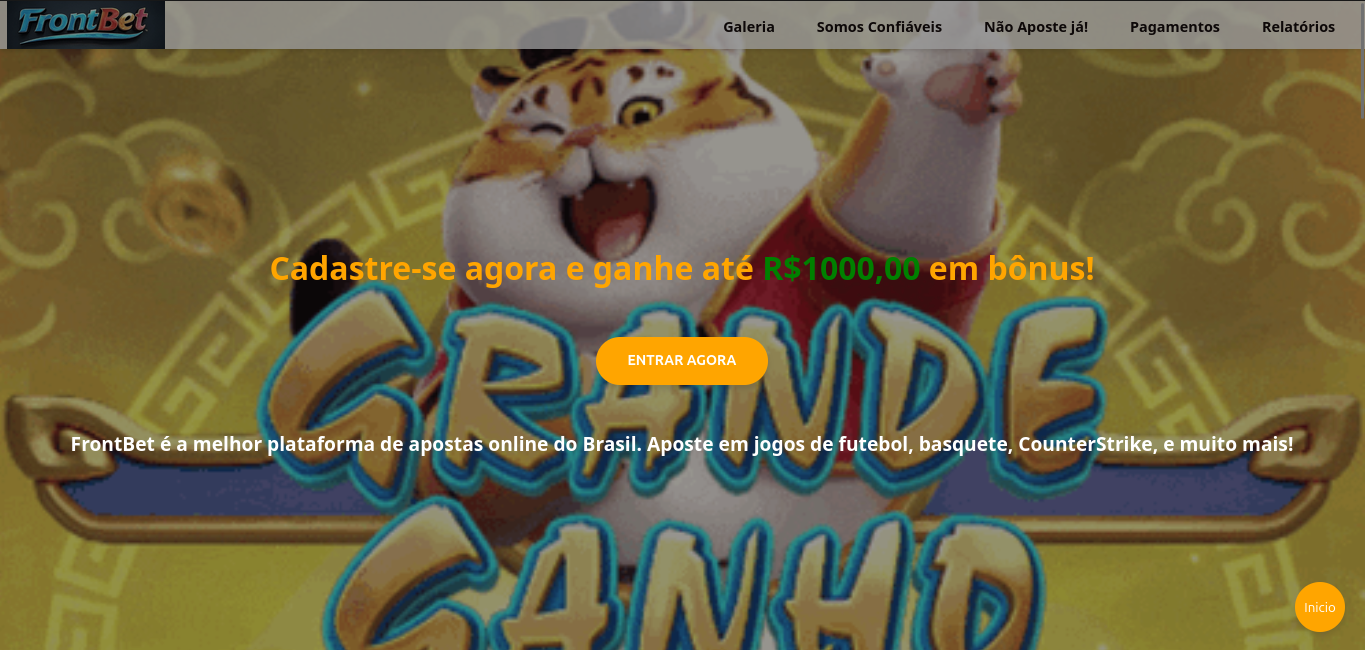 FrontBet
Galeria
Somos Confiáveis
Não Aposte já!
Pagamentos
Relatórios
Cadastre-se agora e ganhe até R$1000,00 em bônus!
GRANDE
ENTRAR AGORA
FrontBet é a melhor plataforma de apostas online do Brasil. Aposte em jogos de futebol, basquete, CounterStrike, e muito mais!
GANHO
Inicio